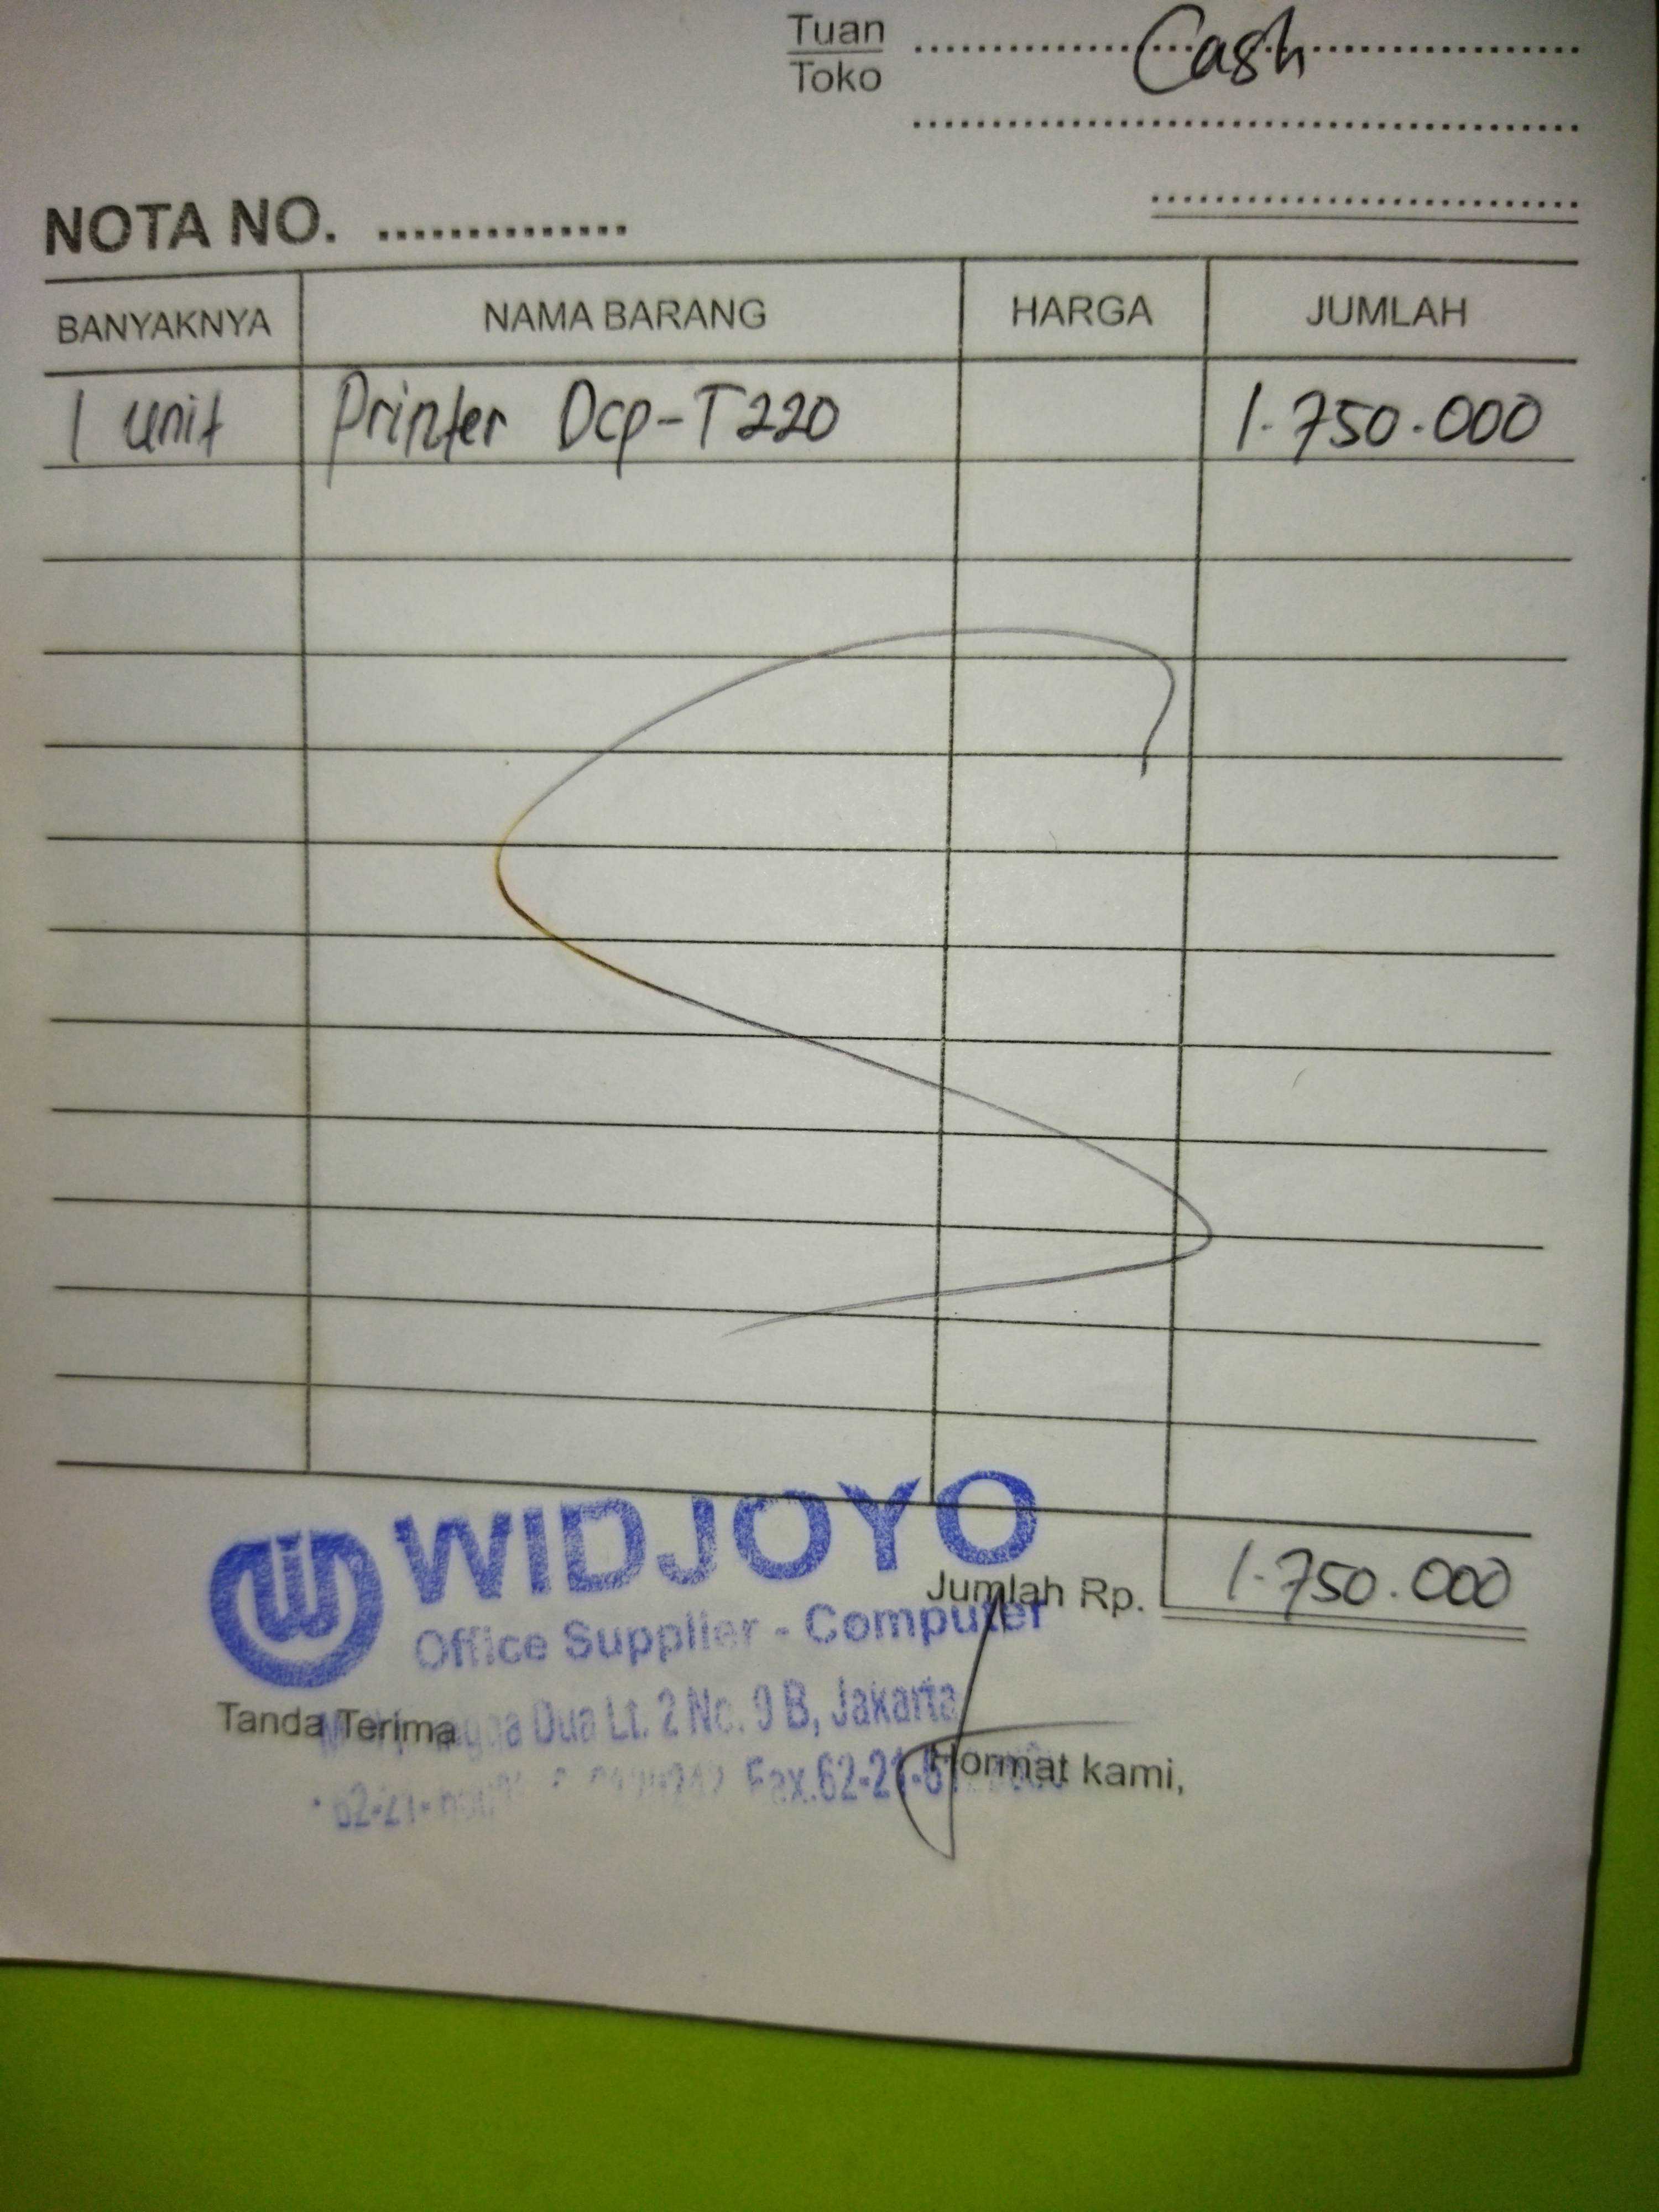 Tuan Cash
Toko
NOTA NO.
BANYAKNYA NAMA BARANG HARGA JUMLAH
1 unit Printer Dcp-T220 1.750.000
WIDJOYO
Jumlah Rp. 1.750.000
Office Supplier - Computer
Dua Lt. 2 No. 9 B, Jakarta
Tanda Terima
Fax.62-21-
Hormat kami,